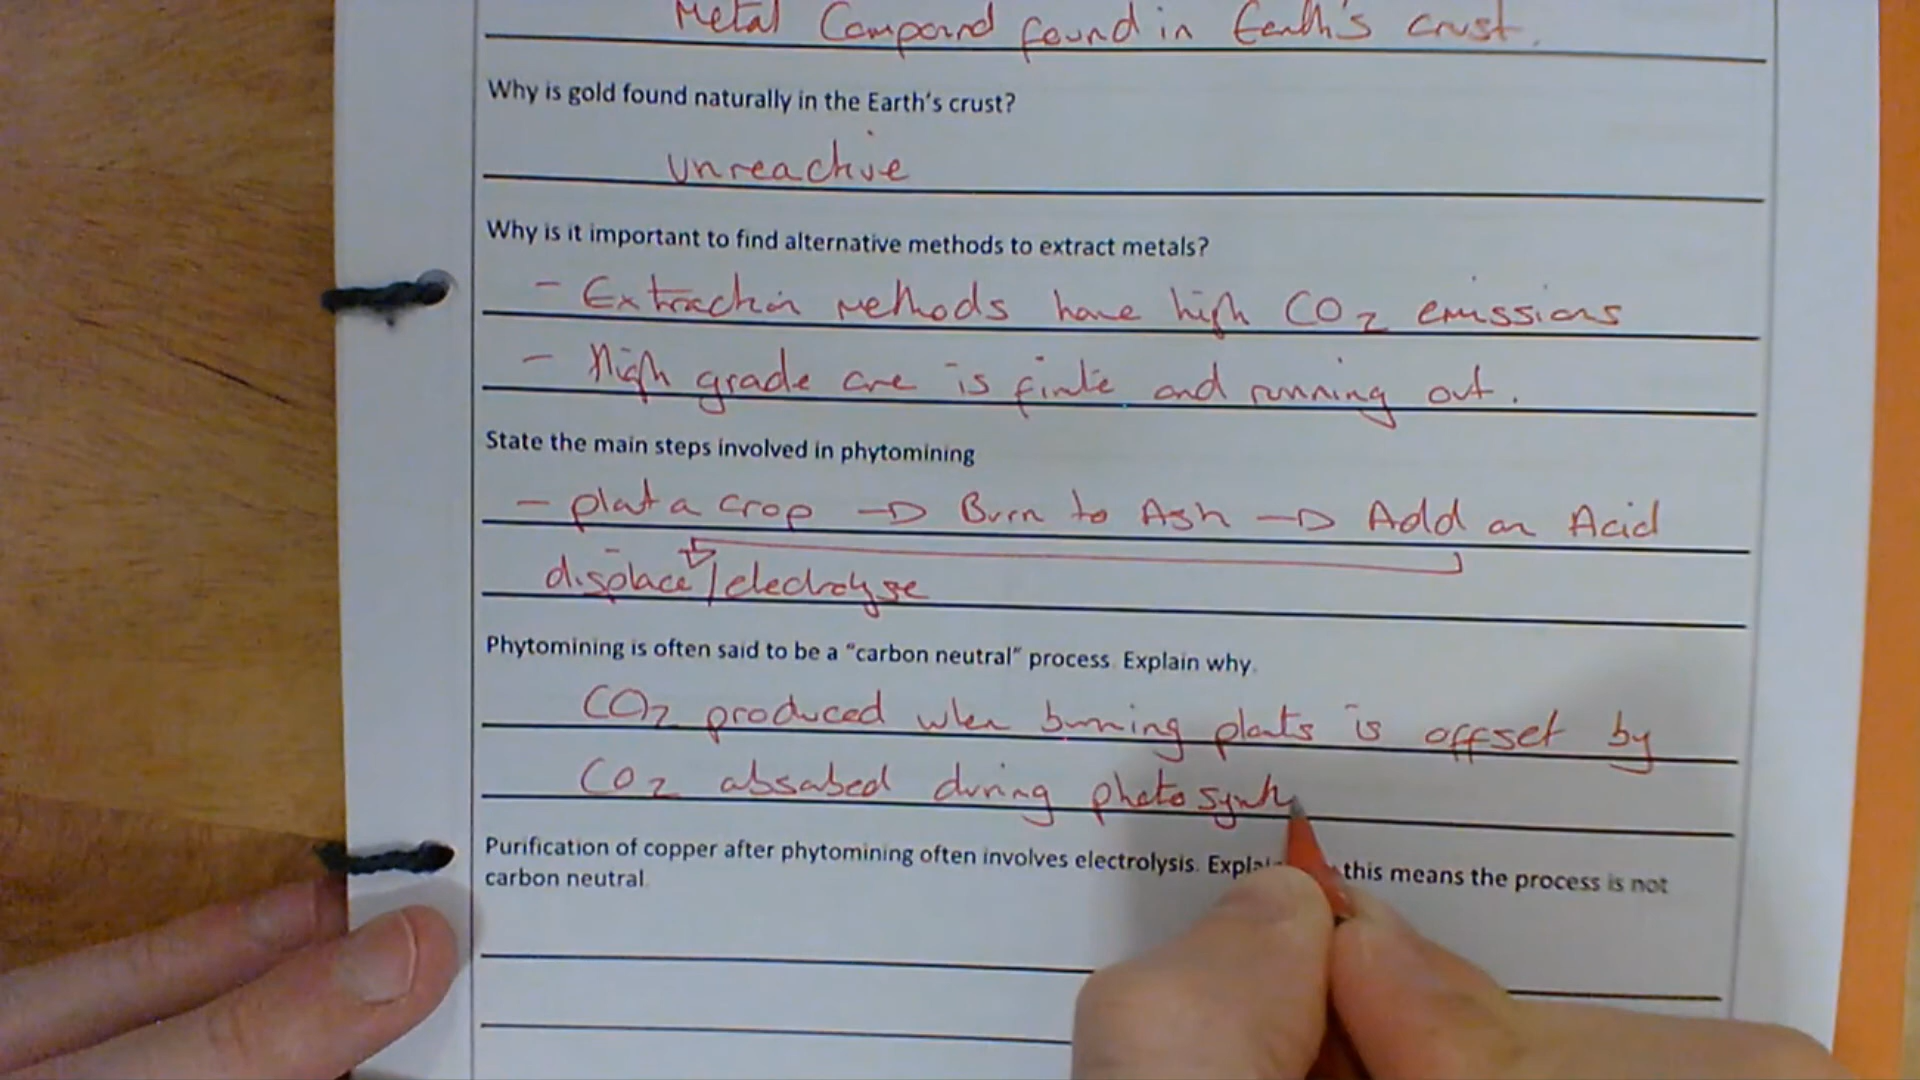 Metal Compound found in Earth's crust.
Why is gold found naturally in the Earth's crust?
Unreactive
Why is it important to find alternative methods to extract metals?
- Extraction methods have high CO2 emissions
- High grade ore is finite and running out.
State the main steps involved in phytomining
- plant a crop → Burn to Ash → Add an Acid
displace / electrolyse
Phytomining is often said to be a "carbon neutral" process. Explain why.
CO2 produced when burning plants is offset by
CO2 absorbed during photosynth
Purification of copper after phytomining often involves electrolysis. this means the process is not
carbon neutral.